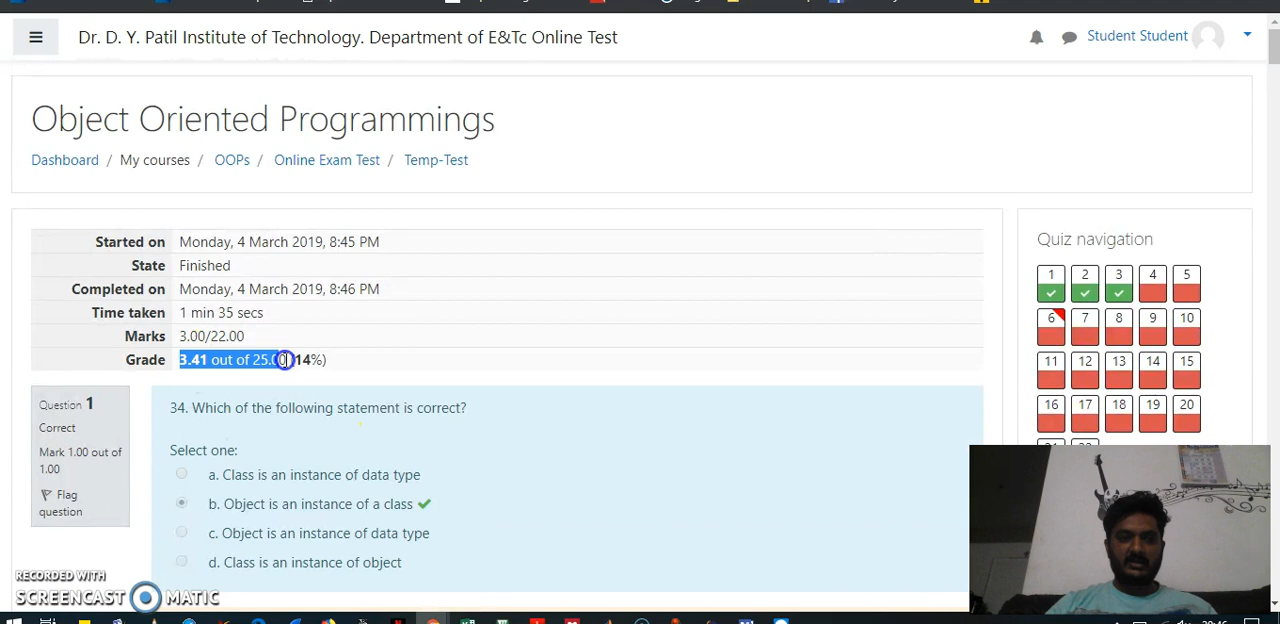 Dr. D. Y. Patil Institute of Technology. Department of E&Tc Online Test
Student Student
Object Oriented Programmings
Dashboard / My courses / OOPs / Online Exam Test / Temp-Test
Started on Monday, 4 March 2019, 8:45 PM
State Finished
Completed on Monday, 4 March 2019, 8:46 PM
Time taken 1 min 35 secs
Marks 3.00/22.00
Grade 3.41 out of 25.00 (14%)
Quiz navigation
1 2 3 4 5
6 7 8 9 10
11 12 13 14 15
16 17 18 19 20
Question 1
Correct
Mark 1.00 out of
1.00
Flag
question
34. Which of the following statement is correct?
Select one:
a. Class is an instance of data type
b. Object is an instance of a class
c. Object is an instance of data type
d. Class is an instance of object
RECORDED WITH
SCREENCAST MATIC